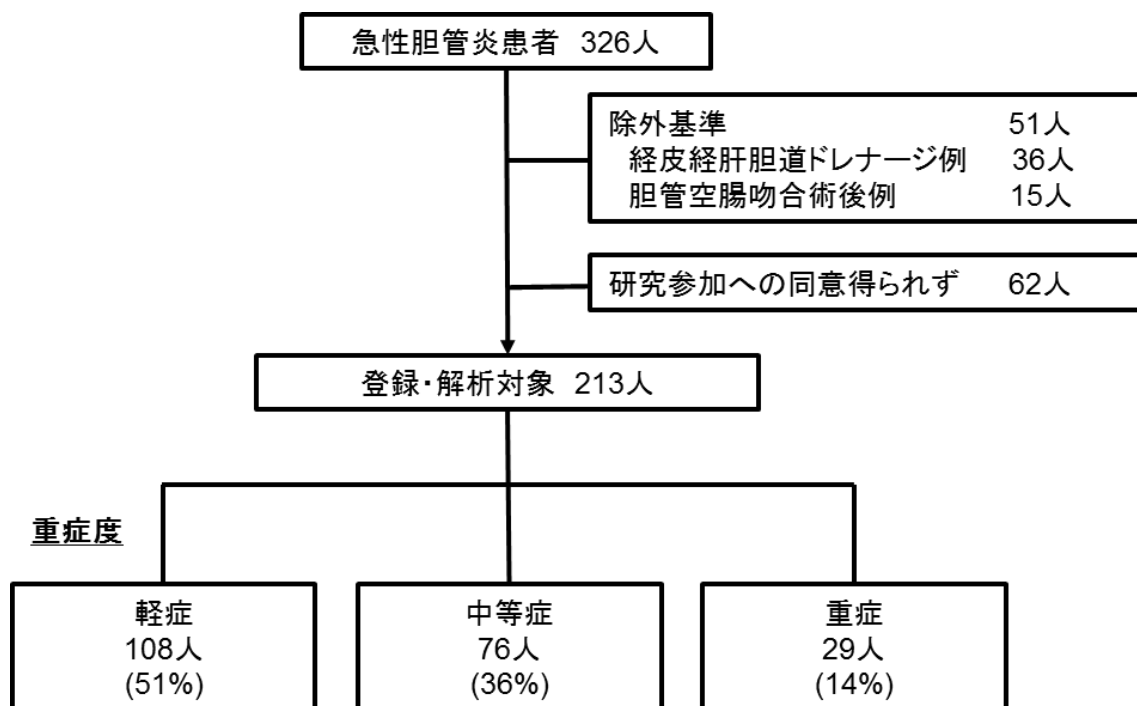 急性胆管炎患者 326人
除外基準 51人
経皮経肝胆道ドレナージ例 36人
胆管空腸吻合術後例 15人
研究参加への同意得られず 62人
登録・解析対象 213人
重症度
軽症
108人
(51%)
中等症
76人
(36%)
重症
29人
(14%)